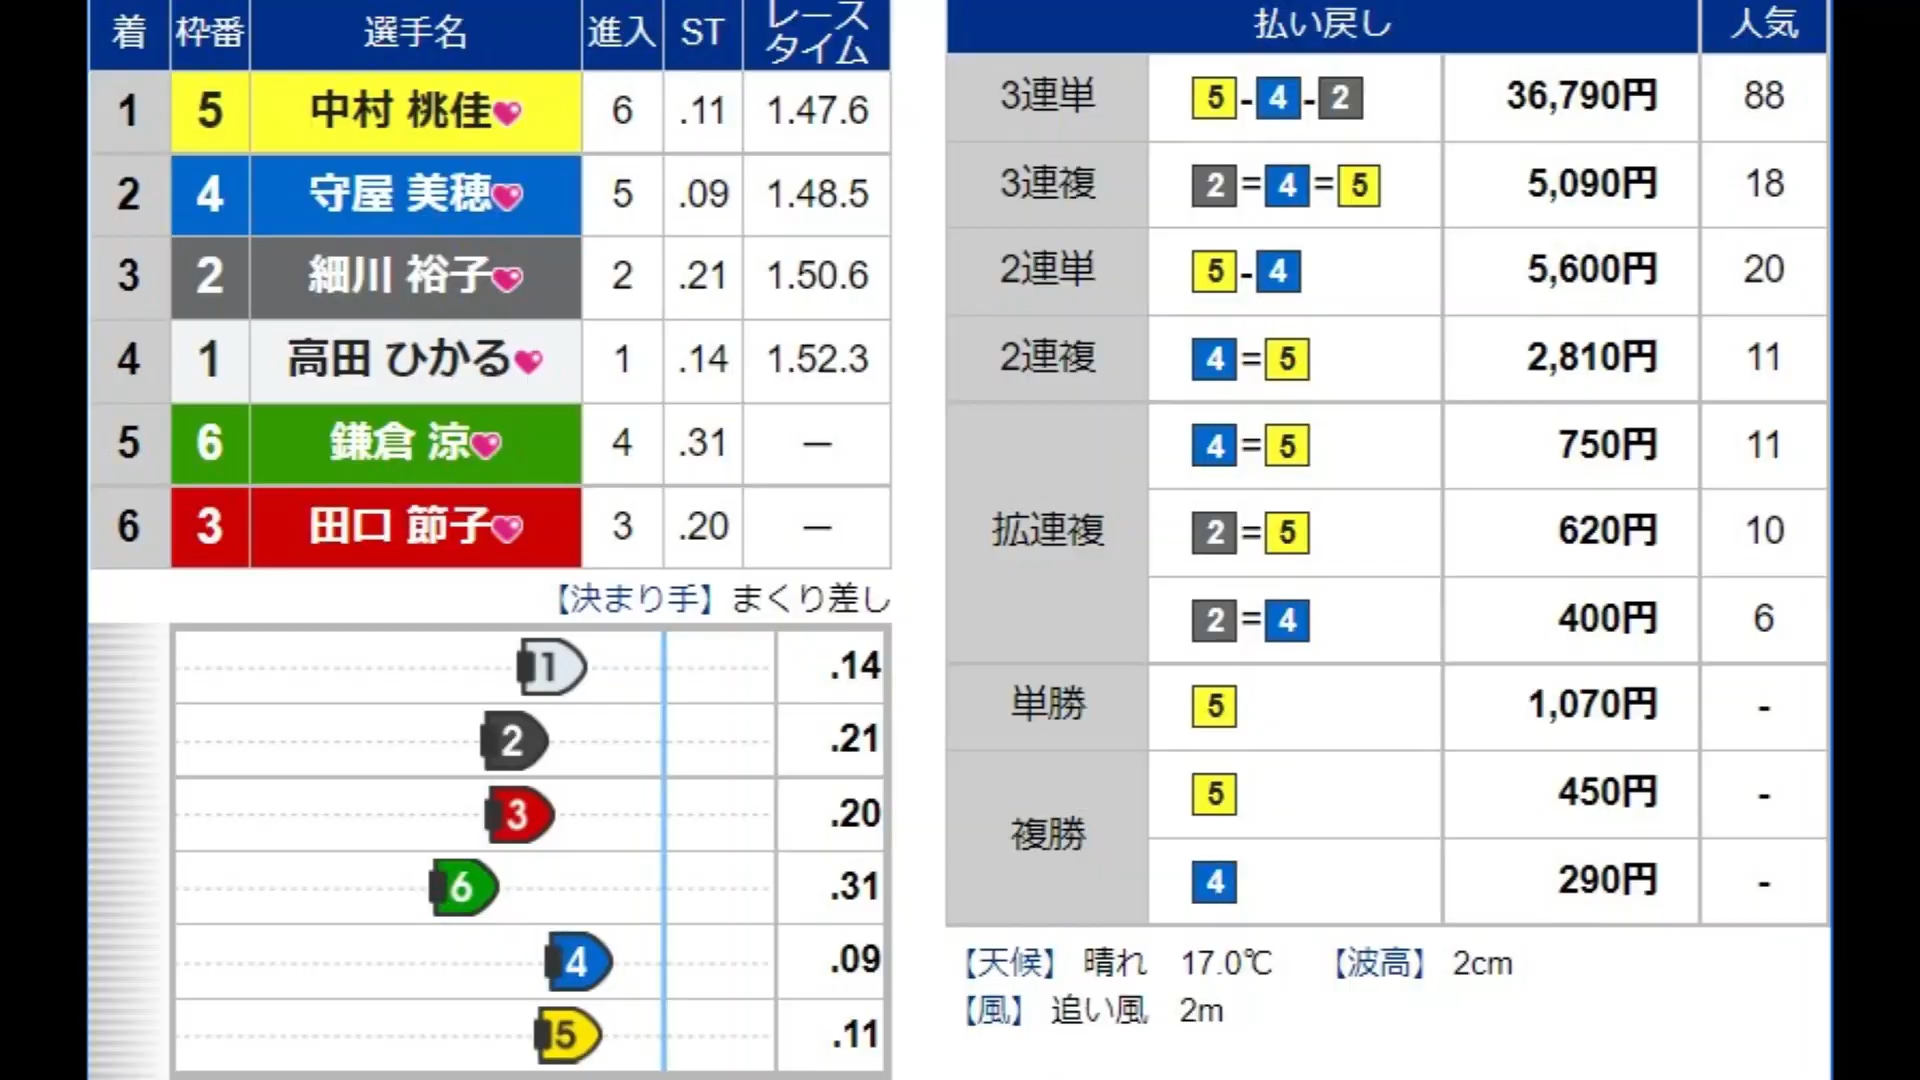 着 枠番 選手名 進入 ST レースタイム
1 5 中村 桃佳 6 .11 1.47.6
2 4 守屋 美穂 5 .09 1.48.5
3 2 細川 裕子 2 .21 1.50.6
4 1 高田 ひかる 1 .14 1.52.3
5 6 鎌倉 涼 4 .31 —
6 3 田口 節子 3 .20 —
【決まり手】まくり差し
1 .14
2 .21
3 .20
6 .31
4 .09
5 .11
払い戻し 人気
3連単 5-4-2 36,790円 88
3連複 2=4=5 5,090円 18
2連単 5-4 5,600円 20
2連複 4=5 2,810円 11
拡連複 4=5 750円 11
2=5 620円 10
2=4 400円 6
単勝 5 1,070円 -
複勝 5 450円 -
4 290円 -
【天候】 晴れ 17.0℃ 【波高】 2cm
【風】 追い風 2m